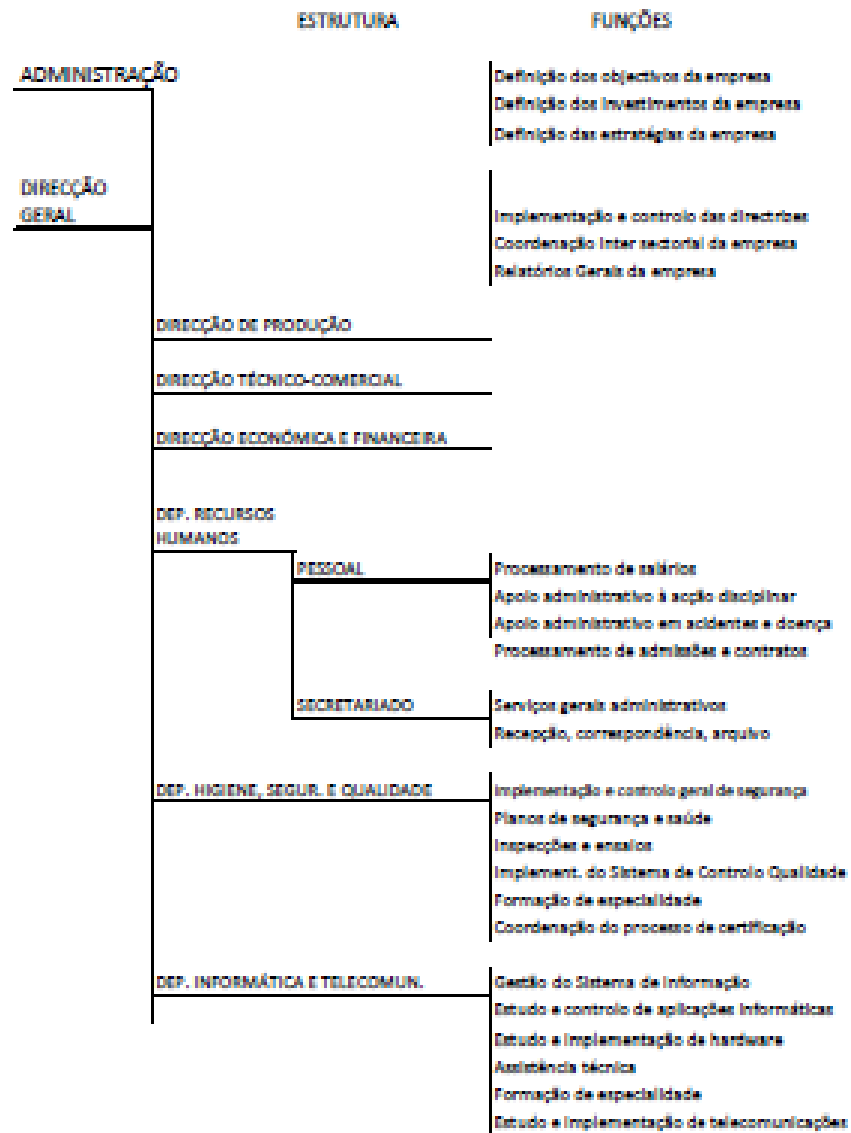 ESTRUTURA FUNÇÕES
ADMINISTRAÇÃO
Definição dos objectivos da empresa
Definição dos investimentos da empresa
Definição das estratégias da empresa
DIRECÇÃO
GERAL
Implementação e controlo das directrizes
Coordenação inter sectorial da empresa
Relatórios Gerais da empresa
DIRECÇÃO DE PRODUÇÃO
DIRECÇÃO TÉCNICO-COMERCIAL
DIRECÇÃO ECONÓMICA E FINANCEIRA
DEP. RECURSOS
HUMANOS
PESSOAL
Processamento de salários
Apoio administrativo à acção disciplinar
Apoio administrativo em acidentes e doença
Processamento de admissões e contratos
SECRETARIADO
Serviços gerais administrativos
Recepção, correspondência, arquivo
DEP. HIGIENE, SEGUR. E QUALIDADE
Implementação e controlo geral de segurança
Planos de segurança e saúde
Inspecções e ensaios
Implement. do Sistema de Controlo Qualidade
Formação de especialidade
Coordenação do processo de certificação
DEP. INFORMÁTICA E TELECOMUN.
Gestão do Sistema de Informação
Estudo e controlo de aplicações informáticas
Estudo e implementação de hardware
Assistência técnica
Formação de especialidade
Estudo e implementação de telecomunicações